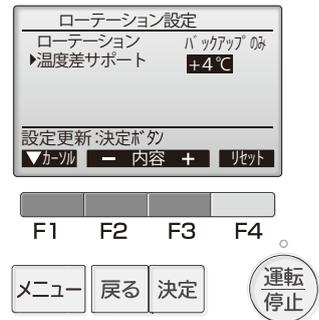 ローテーション設定
ローテーション バックアップのみ
▶温度差サポート +4℃
設定更新:決定ボタン
▼カーソル − 内容 + リセット
F1 F2 F3 F4
メニュー 戻る 決定 運転
停止